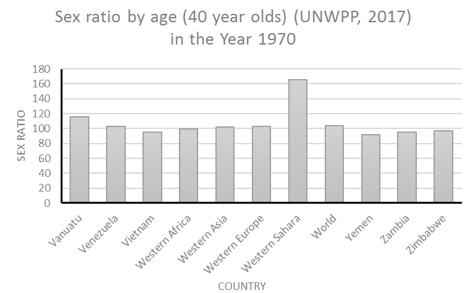 Sex ratio by age (40 year olds) (UNWPP, 2017)
in the Year 1970
SEX RATIO
180
160
140
120
100
80
60
40
20
0
Vanuatu
Venezuela
Vietnam
Western Africa
Western Asia
Western Europe
Western Sahara
World
Yemen
Zambia
Zimbabwe
COUNTRY